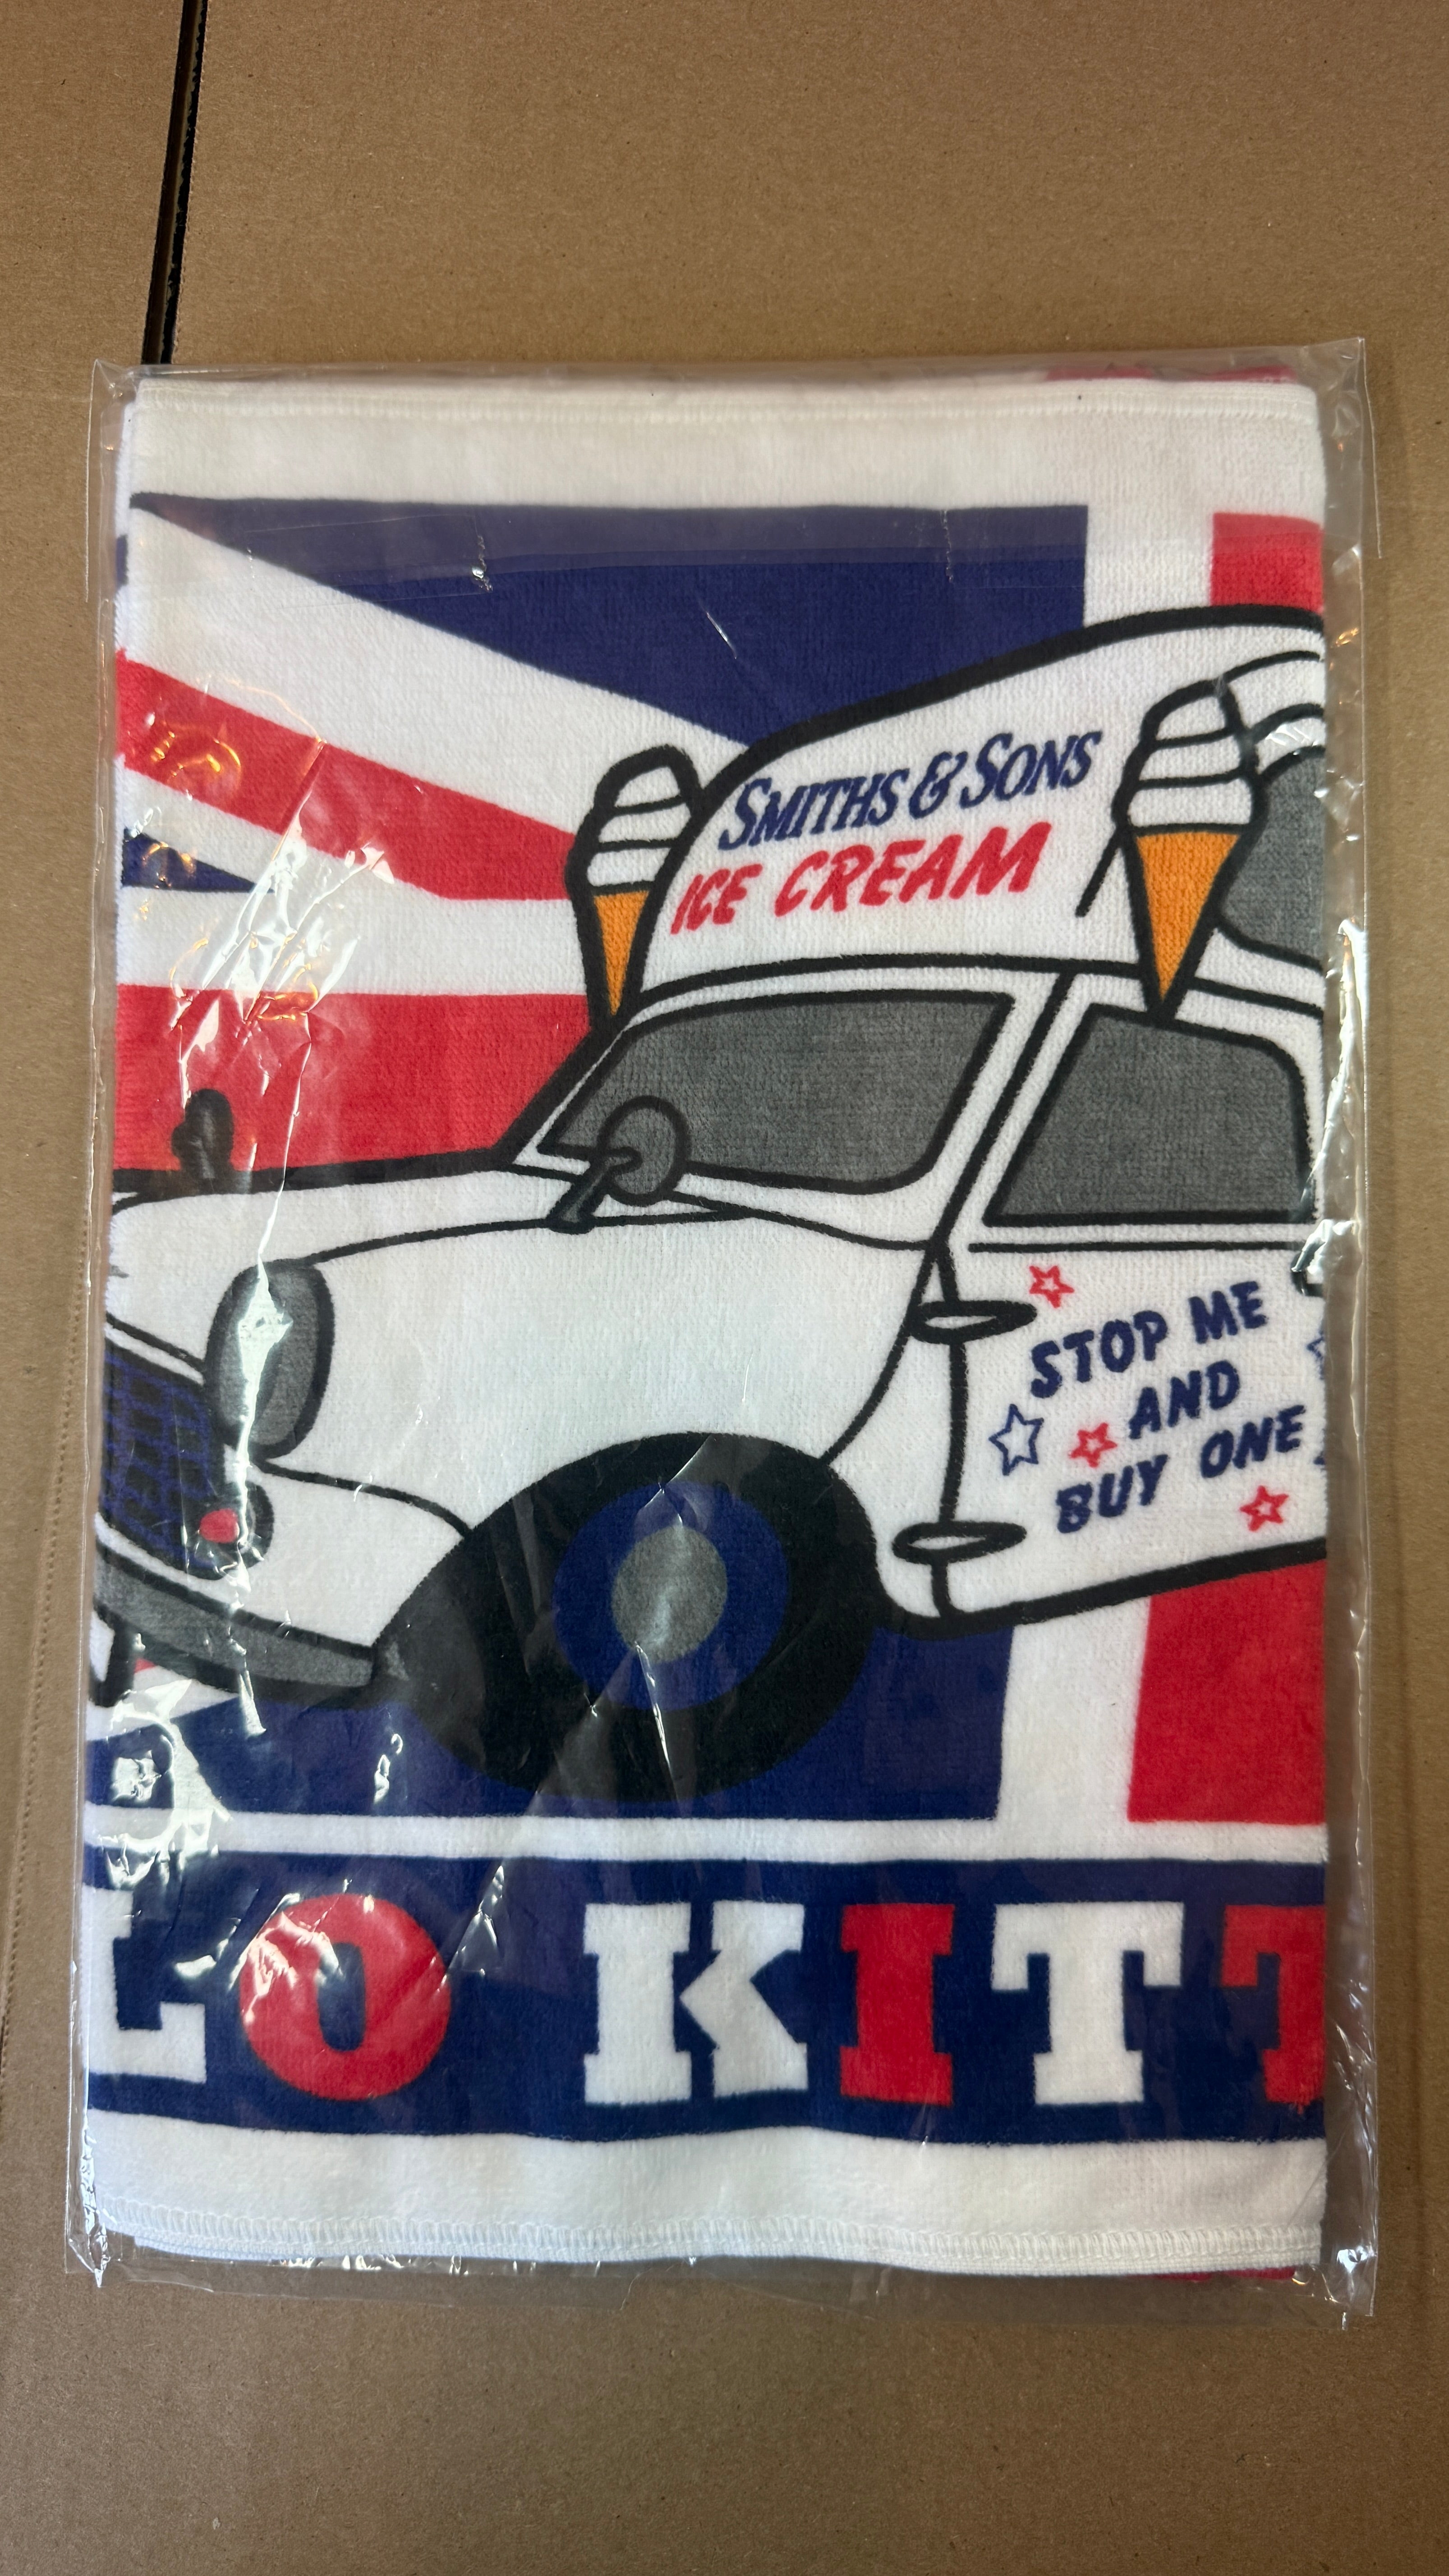 SMITHS & SONS
ICE CREAM
STOP ME
AND
BUY ONE
LO KITT